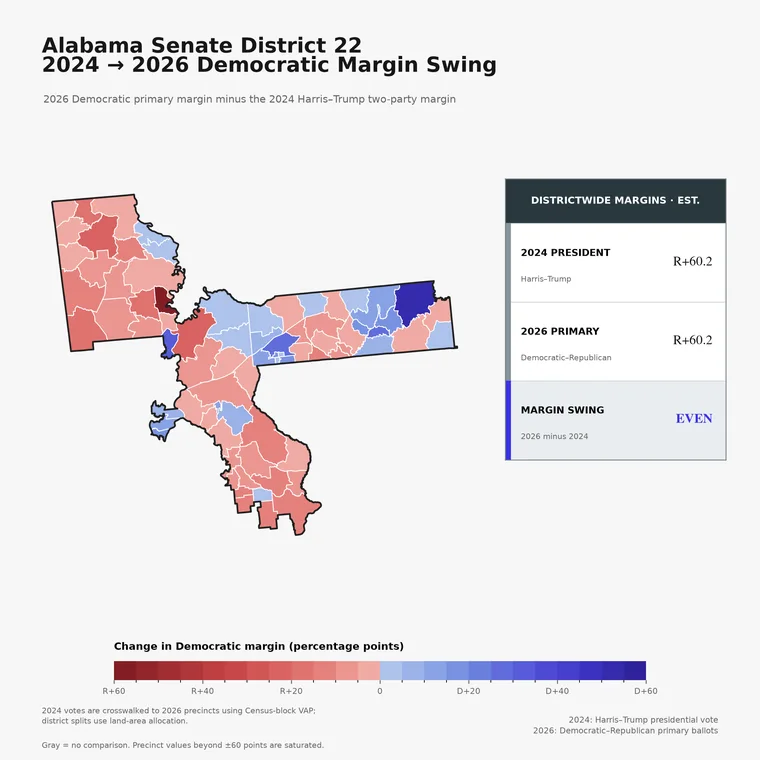 Alabama Senate District 22
2024 → 2026 Democratic Margin Swing
2026 Democratic primary margin minus the 2024 Harris–Trump two-party margin
DISTRICTWIDE MARGINS · EST.
2024 PRESIDENT
R+60.2
Harris–Trump
2026 PRIMARY
R+60.2
Democratic–Republican
MARGIN SWING
EVEN
2026 minus 2024
Change in Democratic margin (percentage points)
R+60 R+40 R+20 0 D+20 D+40 D+60
2024 votes are crosswalked to 2026 precincts using Census-block VAP;
district splits use land-area allocation.
Gray = no comparison. Precinct values beyond ±60 points are saturated.
2024: Harris–Trump presidential vote
2026: Democratic–Republican primary ballots